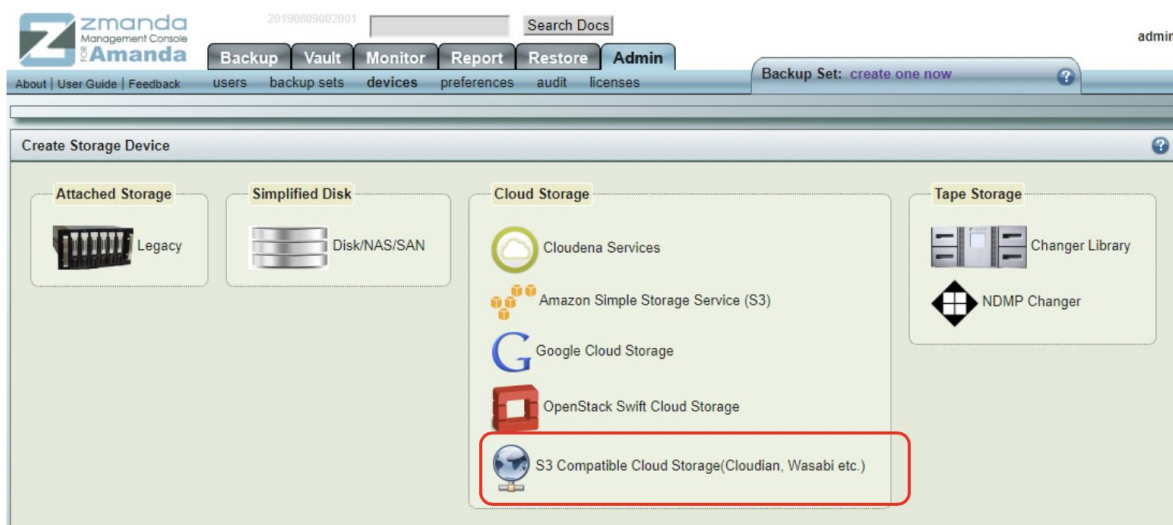 20190809002001
Search Docs
zmanda
Management Console
FOR Amanda
admin
Backup Vault Monitor Report Restore Admin
About | User Guide | Feedback
users backup sets devices preferences audit licenses
Backup Set: create one now
Create Storage Device
Attached Storage
Legacy
Simplified Disk
Disk/NAS/SAN
Cloud Storage
Cloudena Services
Amazon Simple Storage Service (S3)
Google Cloud Storage
OpenStack Swift Cloud Storage
S3 Compatible Cloud Storage(Cloudian, Wasabi etc.)
Tape Storage
Changer Library
NDMP Changer